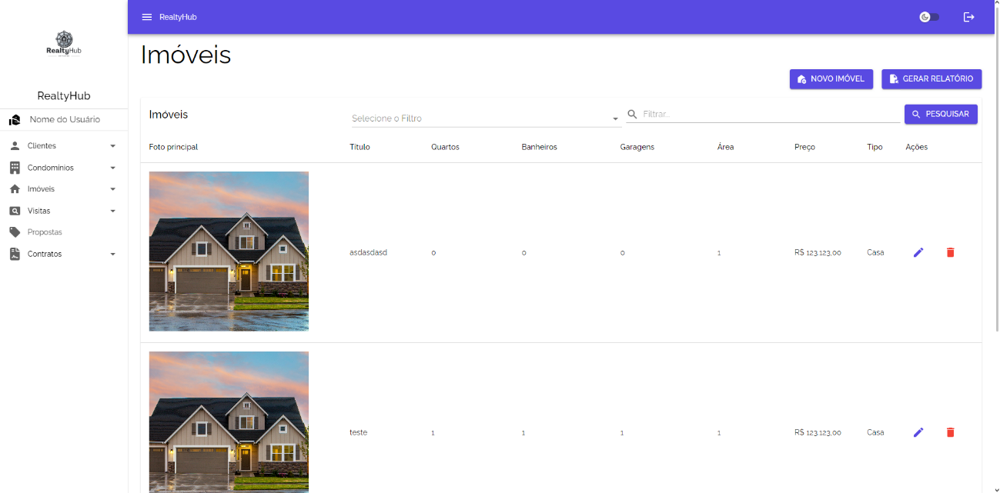 RealtyHub
RealtyHub
RealtyHub
Nome do Usuário
Clientes
Condomínios
Imóveis
Visitas
Propostas
Contratos
Imóveis
NOVO IMÓVEL
GERAR RELATÓRIO
Imóveis
Selecione o Filtro
Filtrar...
PESQUISAR
Foto principal Título Quartos Banheiros Garagens Área Preço Tipo Ações
asdasdasd 0 0 0 1 R$ 123.123,00 Casa
teste 1 1 1 1 R$ 123.123,00 Casa